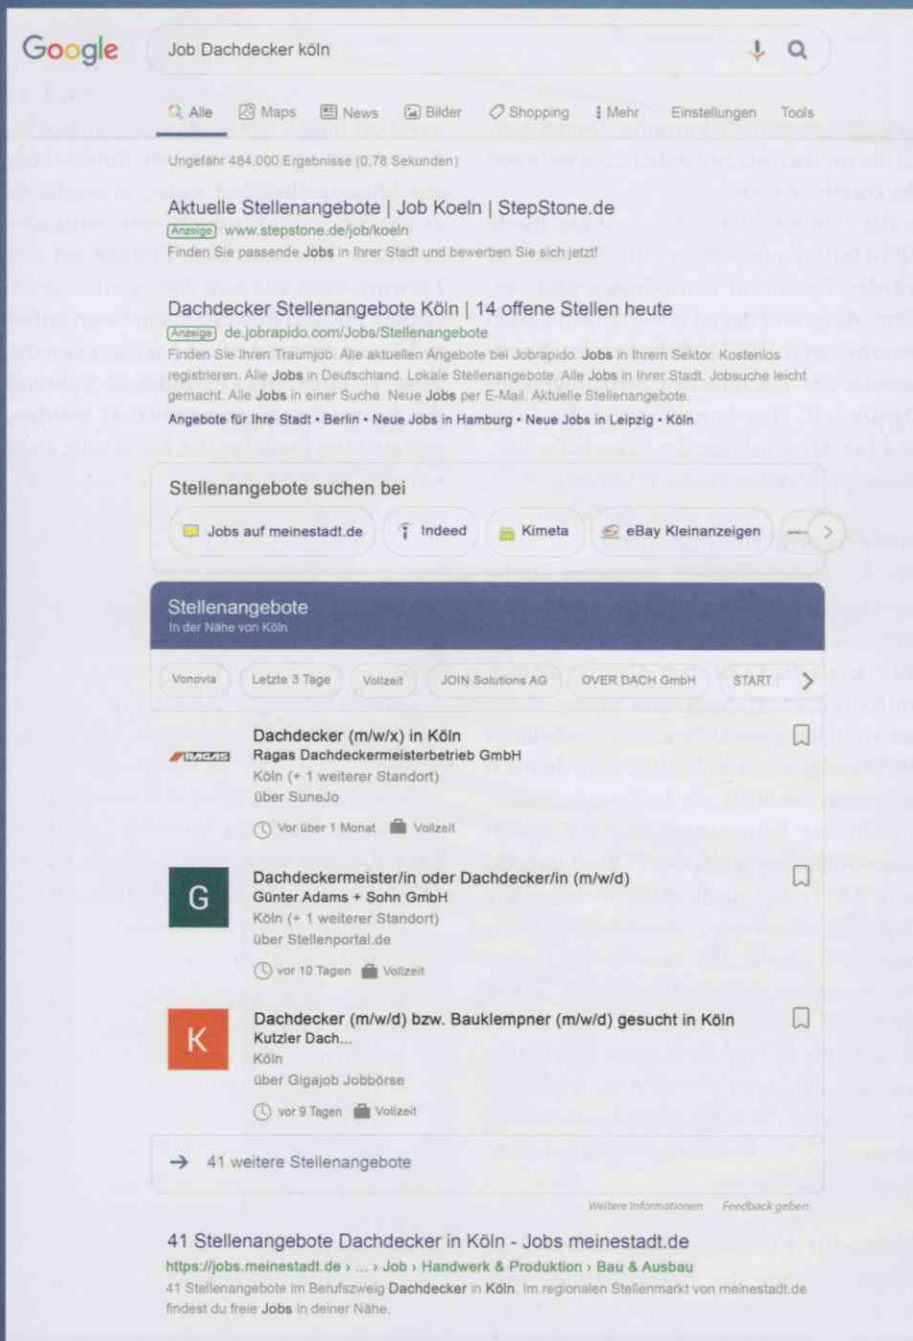 Google
Job Dachdecker köln
Alle Maps News Bilder Shopping Mehr Einstellungen Tools
Ungefähr 484.000 Ergebnisse (0,78 Sekunden)
Aktuelle Stellenangebote | Job Koeln | StepStone.de
Anzeige www.stepstone.de/job/koeln
Finden Sie passende Jobs in Ihrer Stadt und bewerben Sie sich jetzt!
Dachdecker Stellenangebote Köln | 14 offene Stellen heute
Anzeige de.jobrapido.com/Jobs/Stellenangebote
Finden Sie Ihren Traumjob. Alle aktuellen Angebote bei Jobrapido. Jobs in Ihrem Sektor. Kostenlos
registrieren. Alle Jobs in Deutschland. Lokale Stellenangebote. Alle Jobs in Ihrer Stadt. Jobsuche leicht
gemacht. Alle Jobs in einer Suche. Neue Jobs per E-Mail. Aktuelle Stellenangebote.
Angebote für Ihre Stadt · Berlin · Neue Jobs in Hamburg · Neue Jobs in Leipzig · Köln
Stellenangebote suchen bei
Jobs auf meinestadt.de Indeed Kimeta eBay Kleinanzeigen
Stellenangebote
In der Nähe von Köln
Vonovia Letzte 3 Tage Vollzeit JOIN Solutions AG OVER DACH GmbH START
Dachdecker (m/w/x) in Köln
RAGAS Ragas Dachdeckermeisterbetrieb GmbH
Köln (+ 1 weiterer Standort)
über SuneJo
Vor über 1 Monat Vollzeit
Dachdeckermeister/in oder Dachdecker/in (m/w/d)
G Günter Adams + Sohn GmbH
Köln (+ 1 weiterer Standort)
über Stellenportal.de
vor 10 Tagen Vollzeit
Dachdecker (m/w/d) bzw. Bauklempner (m/w/d) gesucht in Köln
K Kutzler Dach...
Köln
über Gigajob Jobbörse
vor 9 Tagen Vollzeit
→ 41 weitere Stellenangebote
Weitere Informationen Feedback geben
41 Stellenangebote Dachdecker in Köln - Jobs meinestadt.de
https://jobs.meinestadt.de › ... › Job › Handwerk & Produktion › Bau & Ausbau
41 Stellenangebote im Berufszweig Dachdecker in Köln. Im regionalen Stellenmarkt von meinestadt.de
findest du freie Jobs in deiner Nähe.